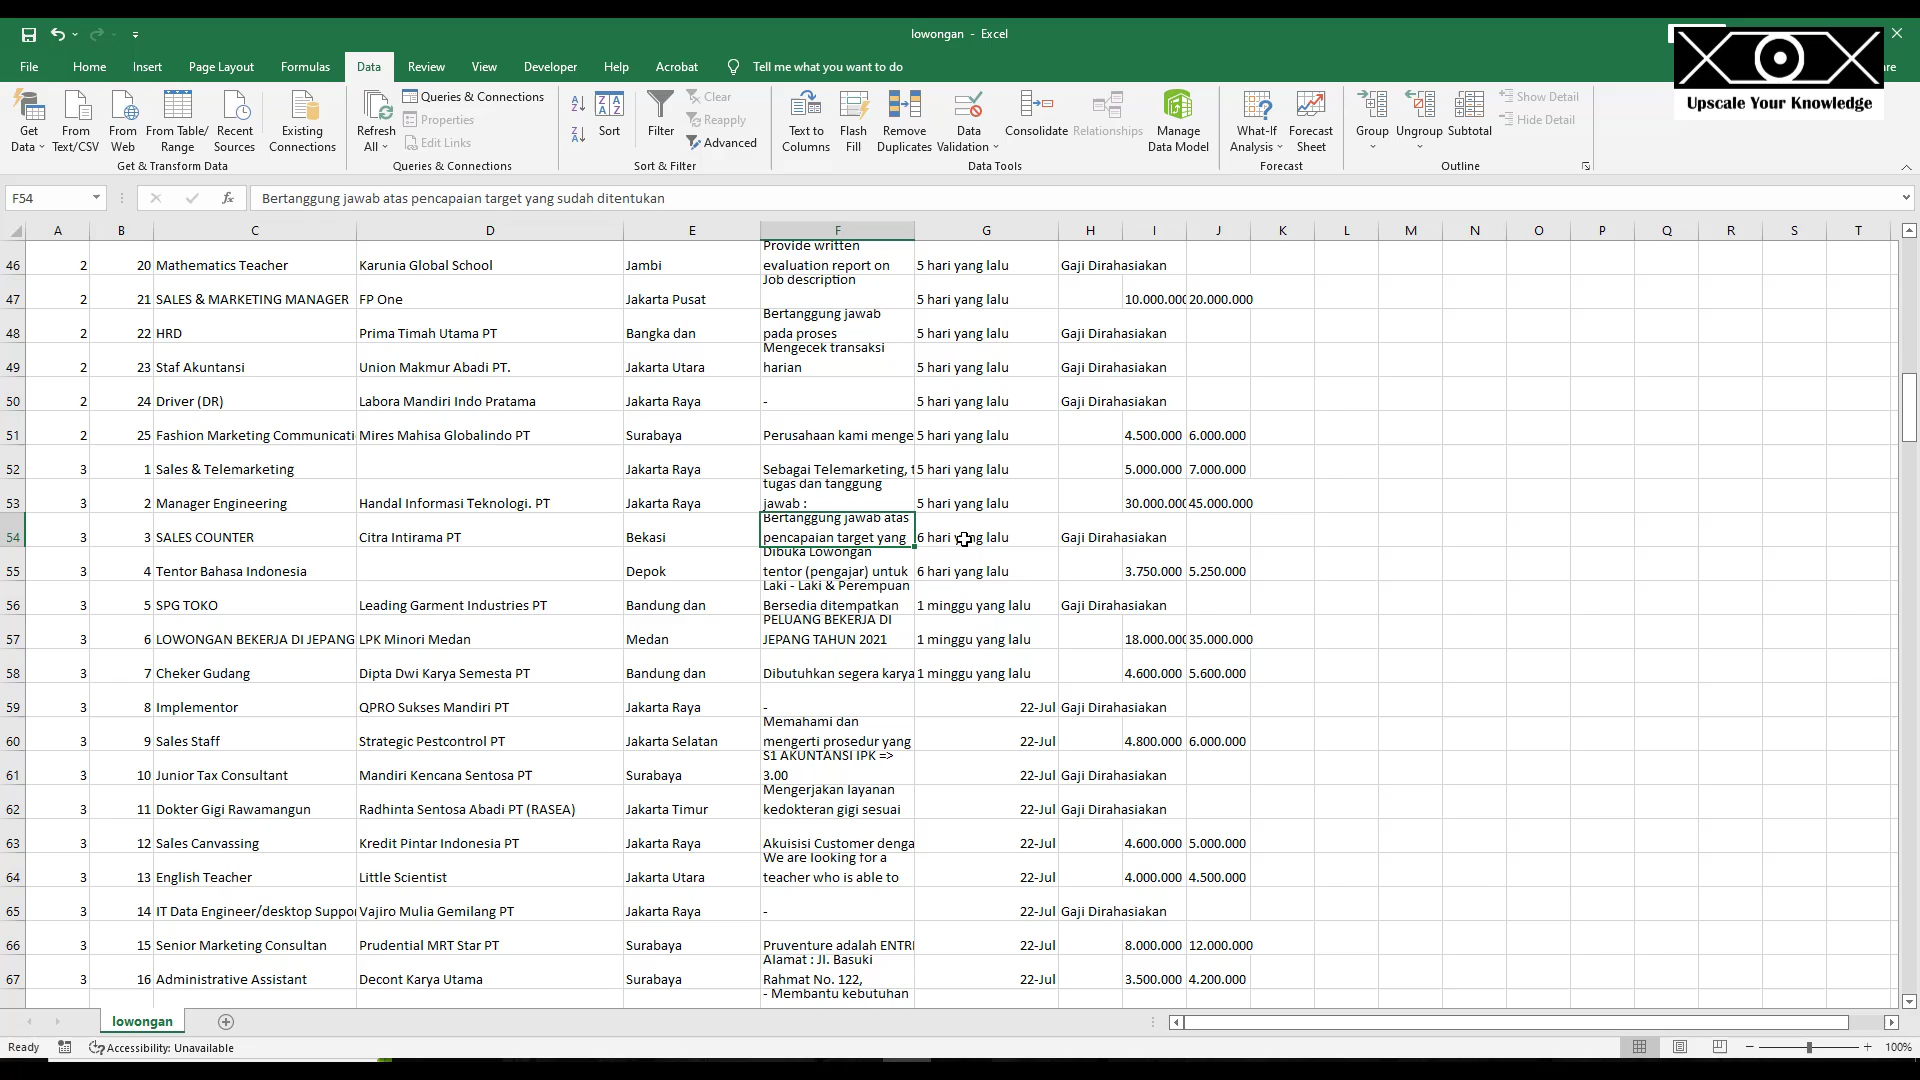 lowongan - Excel
File Home Insert Page Layout Formulas Data Review View Developer Help Acrobat Tell me what you want to do
Upscale Your Knowledge
Get Data From Text/CSV From Web From Table/Range Recent Sources Existing Connections Refresh All Queries & Connections Properties Edit Links Sort Filter Clear Reapply Advanced Text to Columns Flash Fill Remove Duplicates Data Validation Consolidate Relationships Manage Data Model What-If Analysis Forecast Sheet Group Ungroup Subtotal Show Detail Hide Detail
Get & Transform Data Queries & Connections Sort & Filter Data Tools Forecast Outline
F54 fx Bertanggung jawab atas pencapaian target yang sudah ditentukan
A B C D E F G H I J K L M N O P Q R S T
Provide written
46 2 20 Mathematics Teacher Karunia Global School Jambi evaluation report on 5 hari yang lalu Gaji Dirahasiakan
Job description
47 2 21 SALES & MARKETING MANAGER FP One Jakarta Pusat 5 hari yang lalu 10.000.000 20.000.000
Bertanggung jawab
48 2 22 HRD Prima Timah Utama PT Bangka dan pada proses 5 hari yang lalu Gaji Dirahasiakan
Mengecek transaksi
49 2 23 Staf Akuntansi Union Makmur Abadi PT. Jakarta Utara harian 5 hari yang lalu Gaji Dirahasiakan
50 2 24 Driver (DR) Labora Mandiri Indo Pratama Jakarta Raya - 5 hari yang lalu Gaji Dirahasiakan
51 2 25 Fashion Marketing Communicati Mires Mahisa Globalindo PT Surabaya Perusahaan kami menge 5 hari yang lalu 4.500.000 6.000.000
52 3 1 Sales & Telemarketing Jakarta Raya Sebagai Telemarketing, t 5 hari yang lalu 5.000.000 7.000.000
tugas dan tanggung
53 3 2 Manager Engineering Handal Informasi Teknologi. PT Jakarta Raya jawab : 5 hari yang lalu 30.000.000 45.000.000
Bertanggung jawab atas
54 3 3 SALES COUNTER Citra Intirama PT Bekasi pencapaian target yang 6 hari yang lalu Gaji Dirahasiakan
Dibuka Lowongan
55 3 4 Tentor Bahasa Indonesia Depok tentor (pengajar) untuk 6 hari yang lalu 3.750.000 5.250.000
Laki - Laki & Perempuan
56 3 5 SPG TOKO Leading Garment Industries PT Bandung dan Bersedia ditempatkan 1 minggu yang lalu Gaji Dirahasiakan
PELUANG BEKERJA DI
57 3 6 LOWONGAN BEKERJA DI JEPANG LPK Minori Medan Medan JEPANG TAHUN 2021 1 minggu yang lalu 18.000.000 35.000.000
58 3 7 Cheker Gudang Dipta Dwi Karya Semesta PT Bandung dan Dibutuhkan segera karya 1 minggu yang lalu 4.600.000 5.600.000
59 3 8 Implementor QPRO Sukses Mandiri PT Jakarta Raya - 22-Jul Gaji Dirahasiakan
Memahami dan
60 3 9 Sales Staff Strategic Pestcontrol PT Jakarta Selatan mengerti prosedur yang 22-Jul 4.800.000 6.000.000
S1 AKUNTANSI IPK =>
61 3 10 Junior Tax Consultant Mandiri Kencana Sentosa PT Surabaya 3.00 22-Jul Gaji Dirahasiakan
Mengerjakan layanan
62 3 11 Dokter Gigi Rawamangun Radhinta Sentosa Abadi PT (RASEA) Jakarta Timur kedokteran gigi sesuai 22-Jul Gaji Dirahasiakan
63 3 12 Sales Canvassing Kredit Pintar Indonesia PT Jakarta Raya Akuisisi Customer denga 22-Jul 4.600.000 5.000.000
We are looking for a
64 3 13 English Teacher Little Scientist Jakarta Utara teacher who is able to 22-Jul 4.000.000 4.500.000
65 3 14 IT Data Engineer/desktop Suppo Vajiro Mulia Gemilang PT Jakarta Raya - 22-Jul Gaji Dirahasiakan
66 3 15 Senior Marketing Consultan Prudential MRT Star PT Surabaya Pruventure adalah ENTRE 22-Jul 8.000.000 12.000.000
Alamat : Jl. Basuki
67 3 16 Administrative Assistant Decont Karya Utama Surabaya Rahmat No. 122, 22-Jul 3.500.000 4.200.000
- Membantu kebutuhan
lowongan
Ready Accessibility: Unavailable 100%